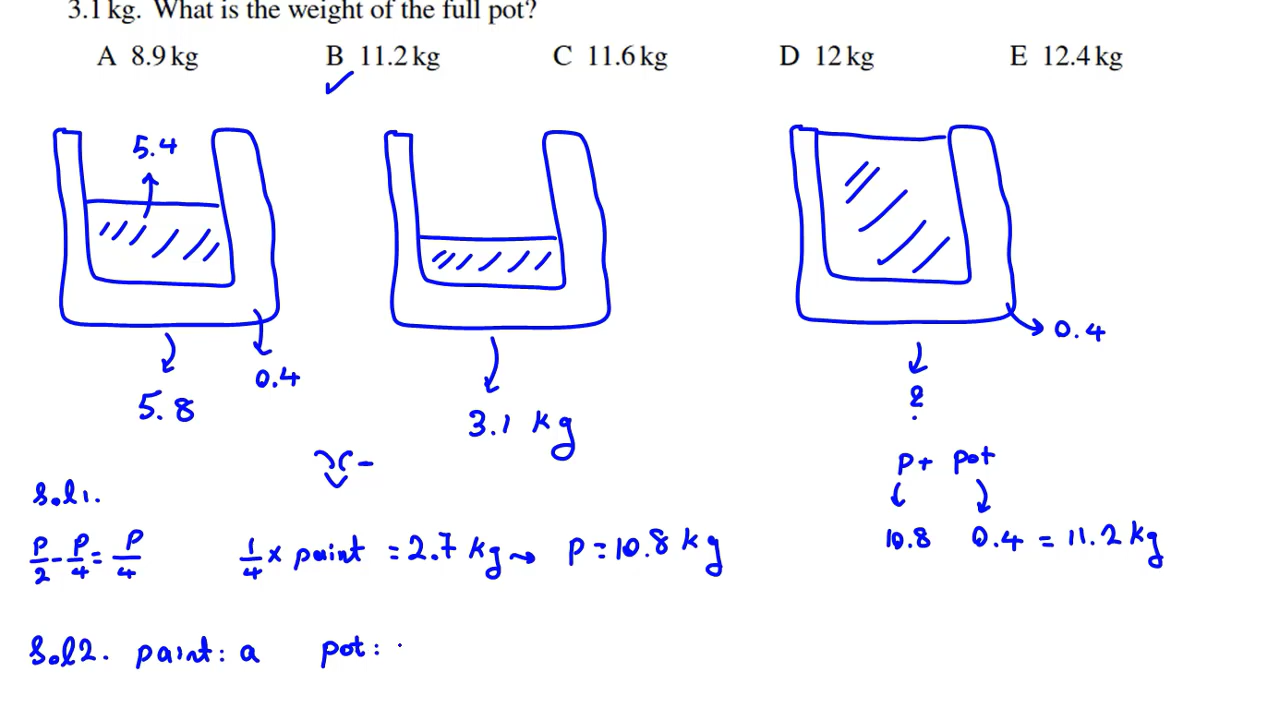 3.1 kg. What is the weight of the full pot?
A 8.9 kg B 11.2 kg C 11.6 kg D 12 kg E 12.4 kg
5.4
0.4
0.4
5.8
3.1 kg
?
P + pot
Sol1.
10.8 0.4 = 11.2 kg
P/2 - P/4 = P/4 1/4 × paint = 2.7 kg → P = 10.8 kg
Sol2. paint: a pot: